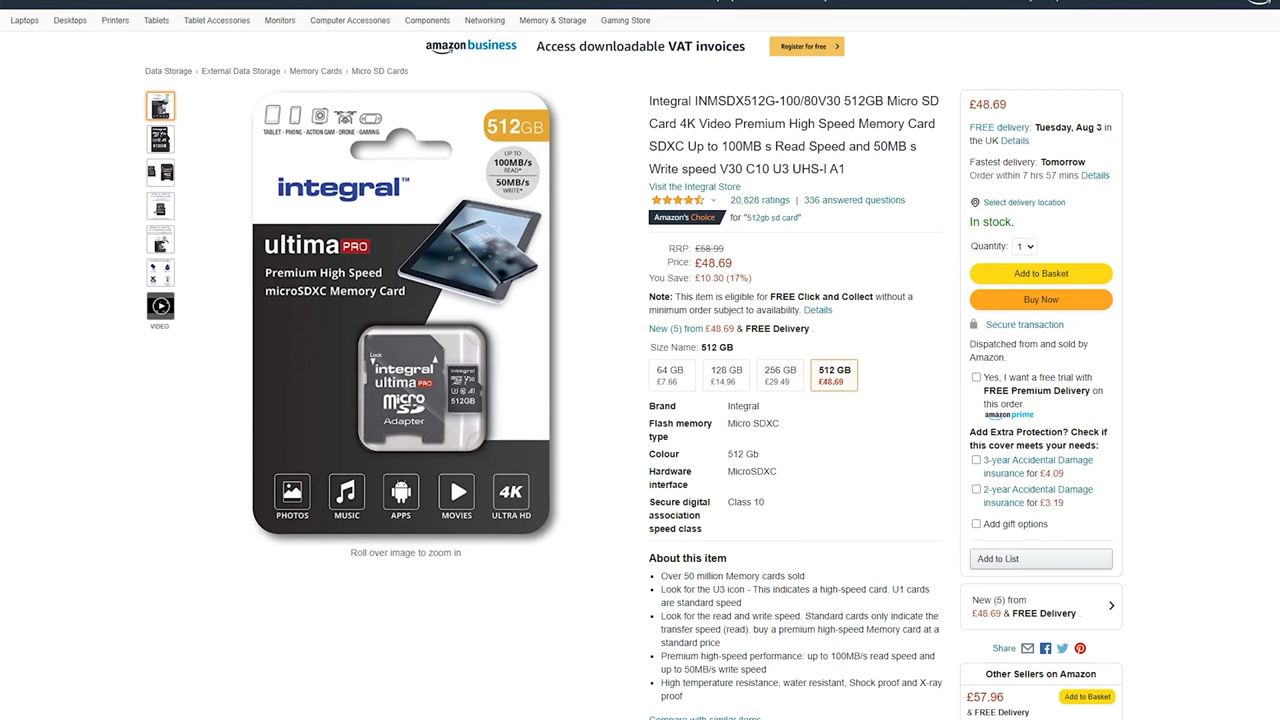 Laptops Desktops Printers Tablets Tablet Accessories Monitors Computer Accessories Components Networking Memory & Storage Gaming Store
amazon business Access downloadable VAT invoices Register for free
Data Storage › External Data Storage › Memory Cards › Micro SD Cards
VIDEO
TABLET - PHONE - ACTION CAM - DRONE - GAMING
512GB
UP TO
100MB/s
READ*
50MB/s
WRITE*
integral™
ultima PRO
Premium High Speed
microSDXC Memory Card
Lock
integral
ultima PRO
micro
SD
Adapter
integral
512GB
4K
PHOTOS MUSIC APPS MOVIES ULTRA HD
Roll over image to zoom in
Integral INMSDX512G-100/80V30 512GB Micro SD
Card 4K Video Premium High Speed Memory Card
SDXC Up to 100MB s Read Speed and 50MB s
Write speed V30 C10 U3 UHS-I A1
Visit the Integral Store
20,828 ratings | 336 answered questions
Amazon's Choice for "512gb sd card"
RRP: £58.99
Price: £48.69
You Save: £10.30 (17%)
Note: This item is eligible for FREE Click and Collect without a
minimum order subject to availability. Details
New (5) from £48.69 & FREE Delivery .
Size Name: 512 GB
64 GB 128 GB 256 GB 512 GB
£7.66 £14.96 £29.49 £48.69
Brand Integral
Flash memory Micro SDXC
type
Colour 512 Gb
Hardware MicroSDXC
interface
Secure digital Class 10
association
speed class
About this item
Over 50 million Memory cards sold
Look for the U3 icon - This indicates a high-speed card. U1 cards
are standard speed
Look for the read and write speed. Standard cards only indicate the
transfer speed (read). buy a premium high-speed Memory card at a
standard price
Premium high-speed performance: up to 100MB/s read speed and
up to 50MB/s write speed
High temperature resistance, water resistant, Shock proof and X-ray
proof
Compare with similar items
£48.69
FREE delivery: Tuesday, Aug 3 in
the UK Details
Fastest delivery: Tomorrow
Order within 7 hrs 57 mins Details
Select delivery location
In stock.
Quantity: 1
Add to Basket
Buy Now
Secure transaction
Dispatched from and sold by
Amazon.
Yes, I want a free trial with
FREE Premium Delivery on
this order.
amazon prime
Add Extra Protection? Check if
this cover meets your needs:
3-year Accidental Damage
insurance for £4.09
2-year Accidental Damage
insurance for £3.19
Add gift options
Add to List
New (5) from
£48.69 & FREE Delivery .
Share
Other Sellers on Amazon
£57.96 Add to Basket
& FREE Delivery